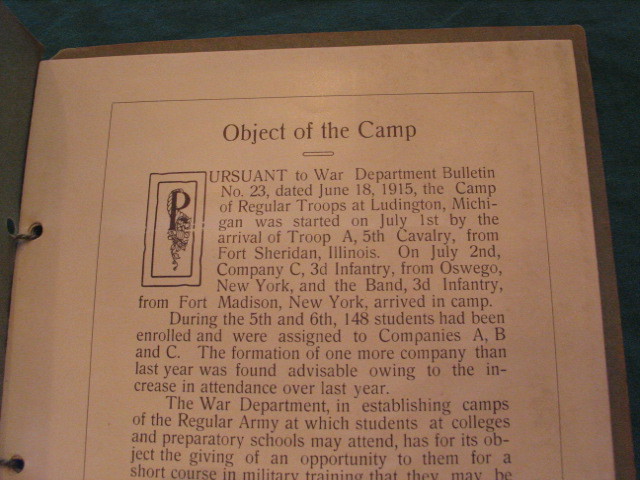 Object of the Camp
PURSUANT to War Department Bulletin
No. 23, dated June 18, 1915, the Camp
of Regular Troops at Ludington, Michi-
gan was started on July 1st by the
arrival of Troop A, 5th Cavalry, from
Fort Sheridan, Illinois. On July 2nd,
Company C, 3d Infantry, from Oswego,
New York, and the Band, 3d Infantry,
from Fort Madison, New York, arrived in camp.
During the 5th and 6th, 148 students had been
enrolled and were assigned to Companies A, B
and C. The formation of one more company than
last year was found advisable owing to the in-
crease in attendance over last year.
The War Department, in establishing camps
of the Regular Army at which students at colleges
and preparatory schools may attend, has for its ob-
ject the giving of an opportunity to them for a
short course in military training that they may be